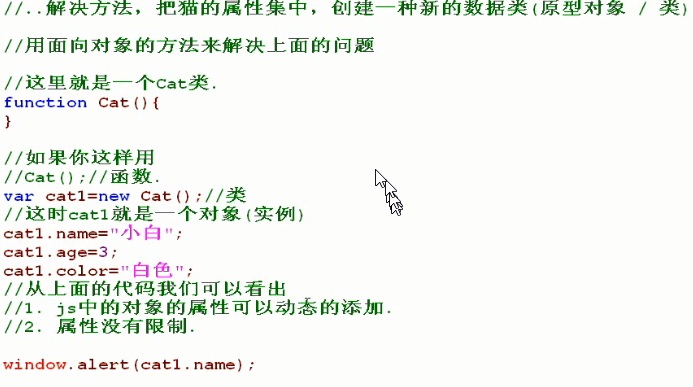 //..解决方法，把猫的属性集中，创建一种新的数据类(原型对象 / 类)
//用面向对象的方法来解决上面的问题
//这里就是一个Cat类.
function Cat(){
}
//如果你这样用
//Cat();//函数.
var cat1=new Cat();//类
//这时cat1就是一个对象(实例)
cat1.name="小白";
cat1.age=3;
cat1.color="白色";
//从上面的代码我们可以看出
//1. js中的对象的属性可以动态的添加.
//2. 属性没有限制.
window.alert(cat1.name);